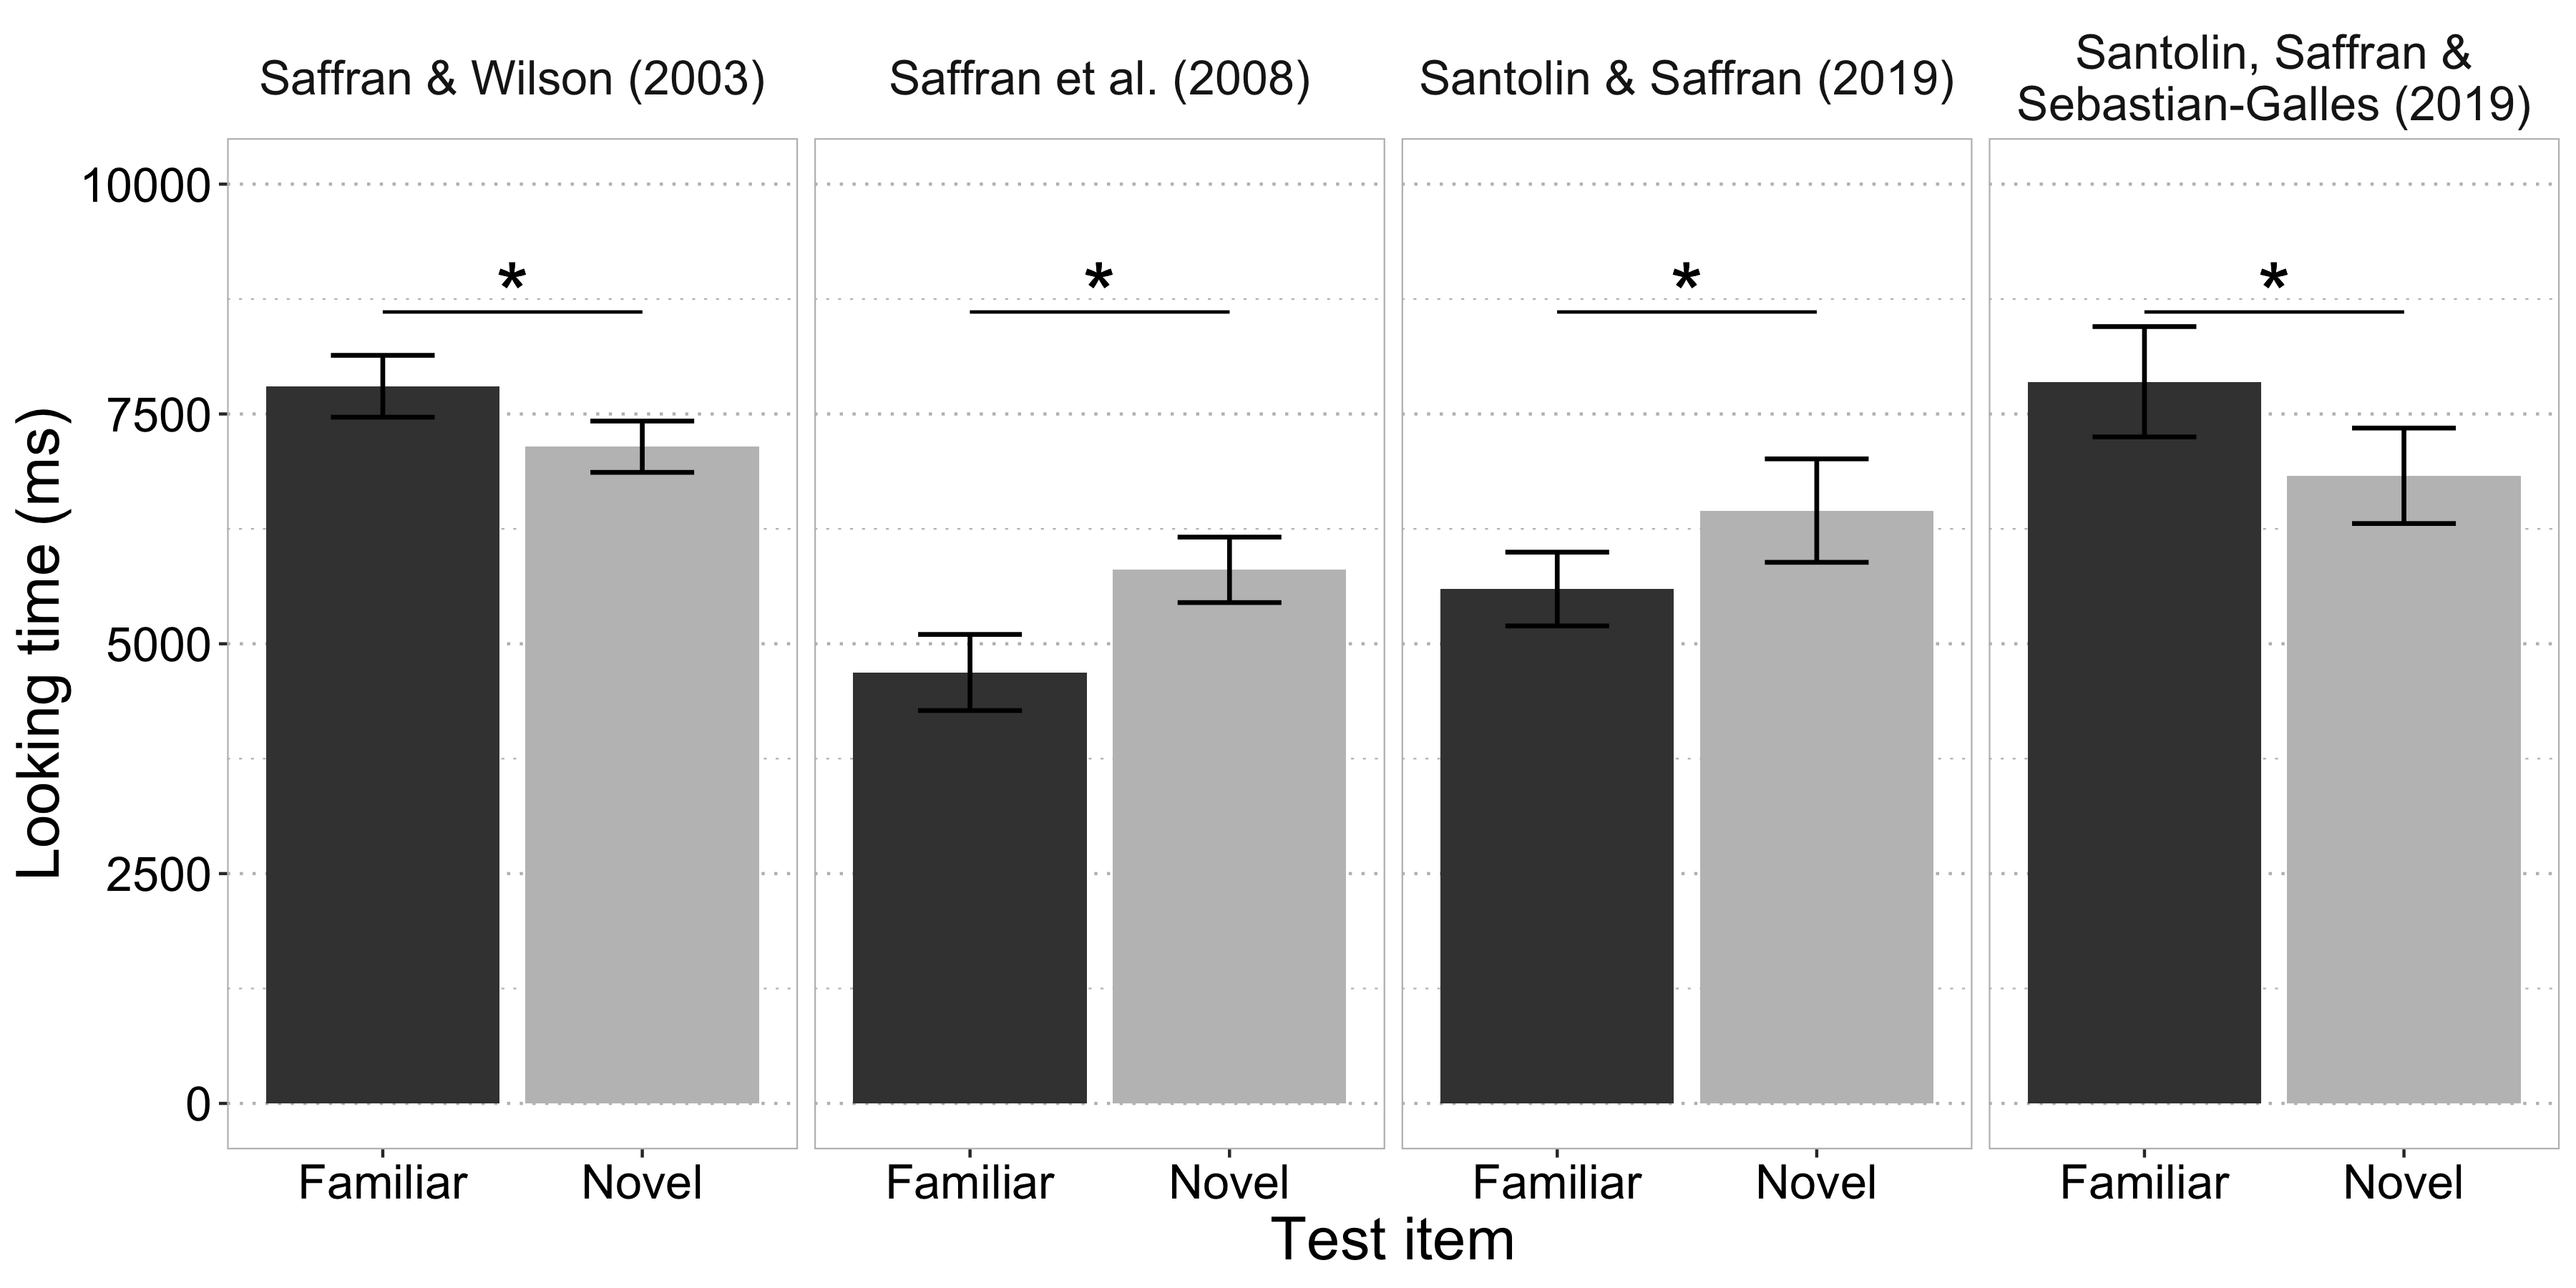 Saffran & Wilson (2003)
Saffran et al. (2008)
Santolin & Saffran (2019)
Santolin, Saffran &
Sebastian-Galles (2019)
Looking time (ms)
10000
7500
5000
2500
0
*
*
*
*
Familiar Novel
Familiar Novel
Familiar Novel
Familiar Novel
Test item